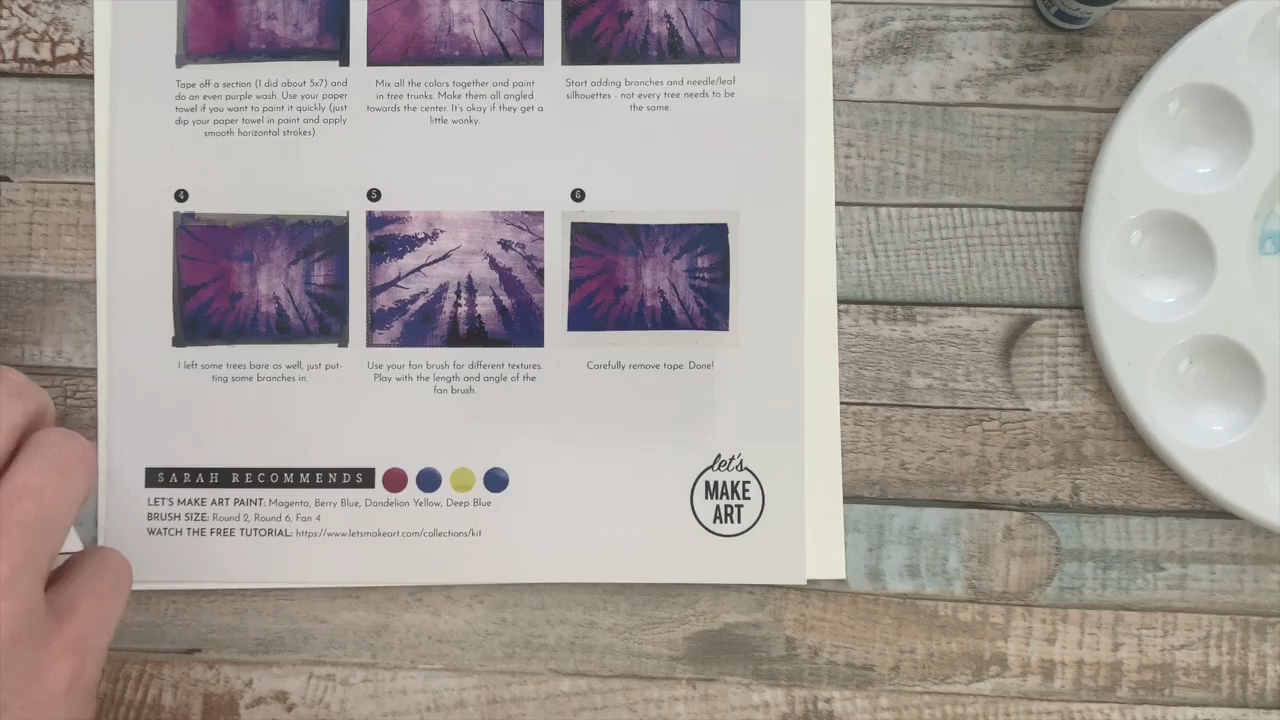 Tape off a section (I did about 5x7) and
do an even purple wash. Use your paper
towel if you want to paint it quickly (just
dip your paper towel in paint and apply
smooth horizontal strokes).
Mix all the colors together and paint
in tree trunks. Make them all angled
towards the center. It's okay if they get a
little wonky.
Start adding branches and needle/leaf
silhouettes - not every tree needs to be
the same.
4
5
6
I left some trees bare as well, just put-
ting some branches in.
Use your fan brush for different textures.
Play with the length and angle of the
fan brush.
Carefully remove tape. Done!
SARAH RECOMMENDS
LET'S MAKE ART PAINT: Magenta, Berry Blue, Dandelion Yellow, Deep Blue
BRUSH SIZE: Round 2, Round 6, Fan 4
WATCH THE FREE TUTORIAL: https://www.letsmakeart.com/collections/kit
let's
MAKE
ART